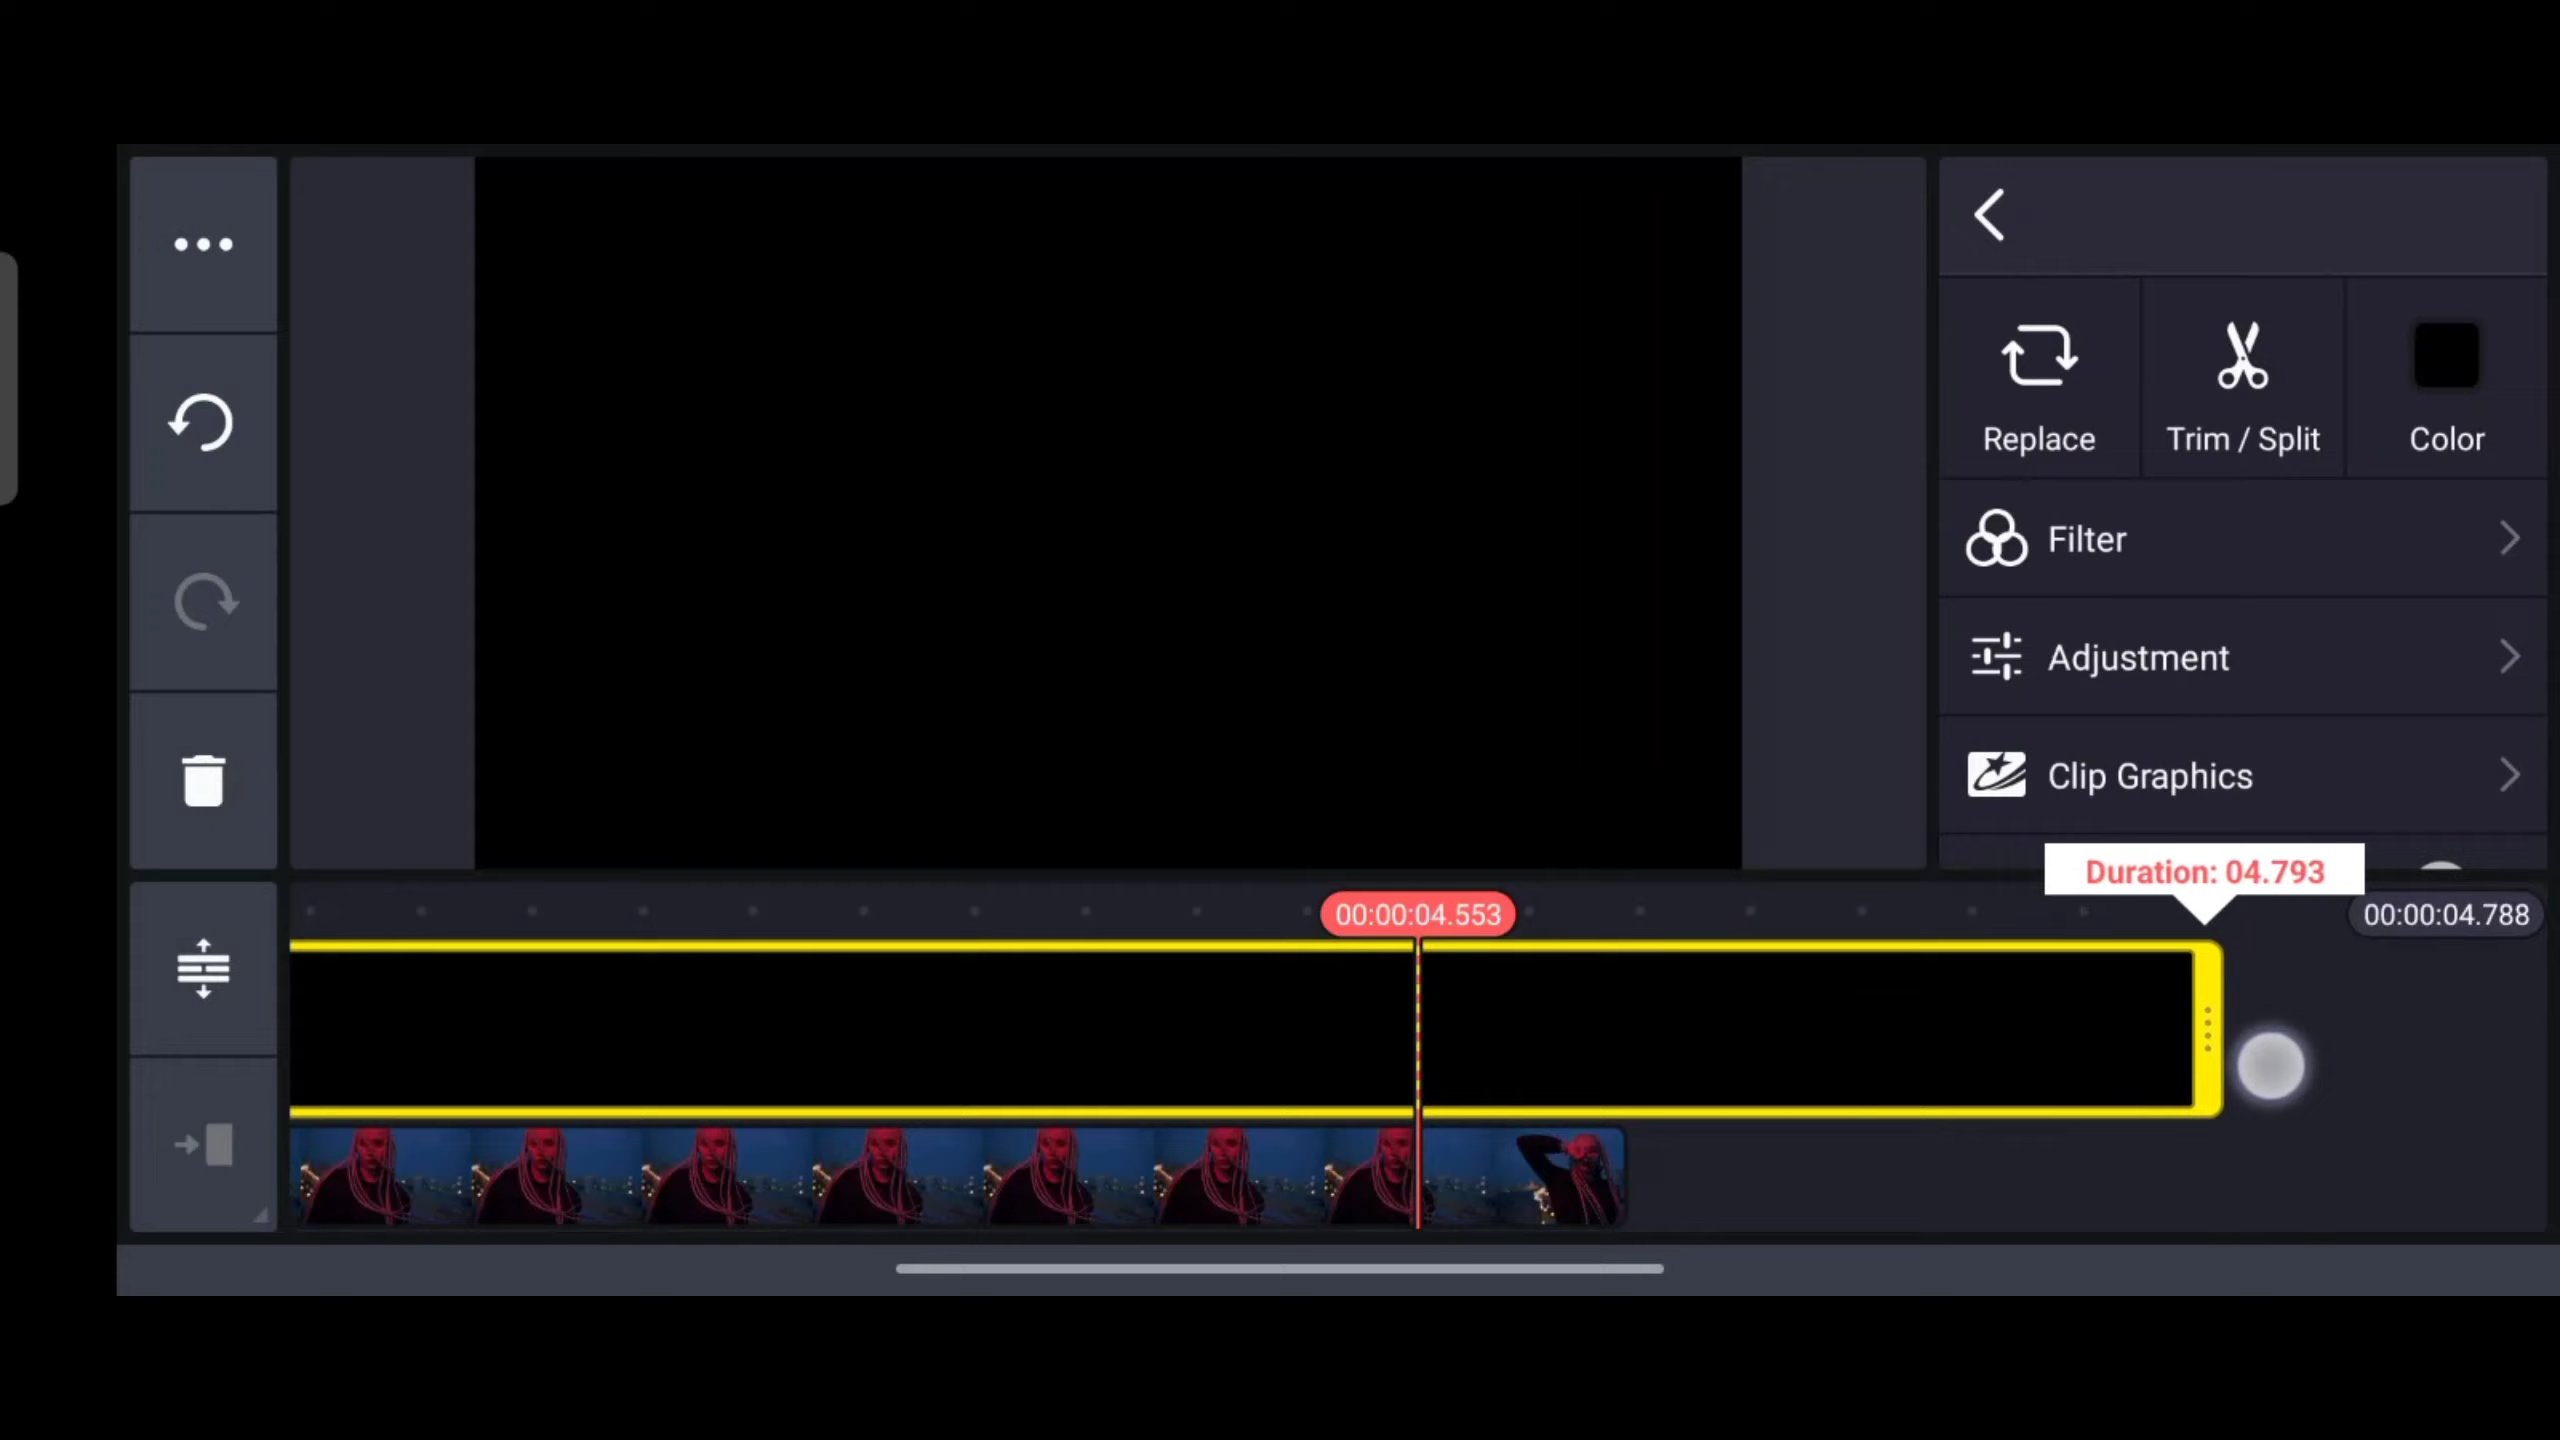 Replace
Trim / Split
Color
Filter
Adjustment
Clip Graphics
Duration: 04.793
00:00:04.553
00:00:04.788